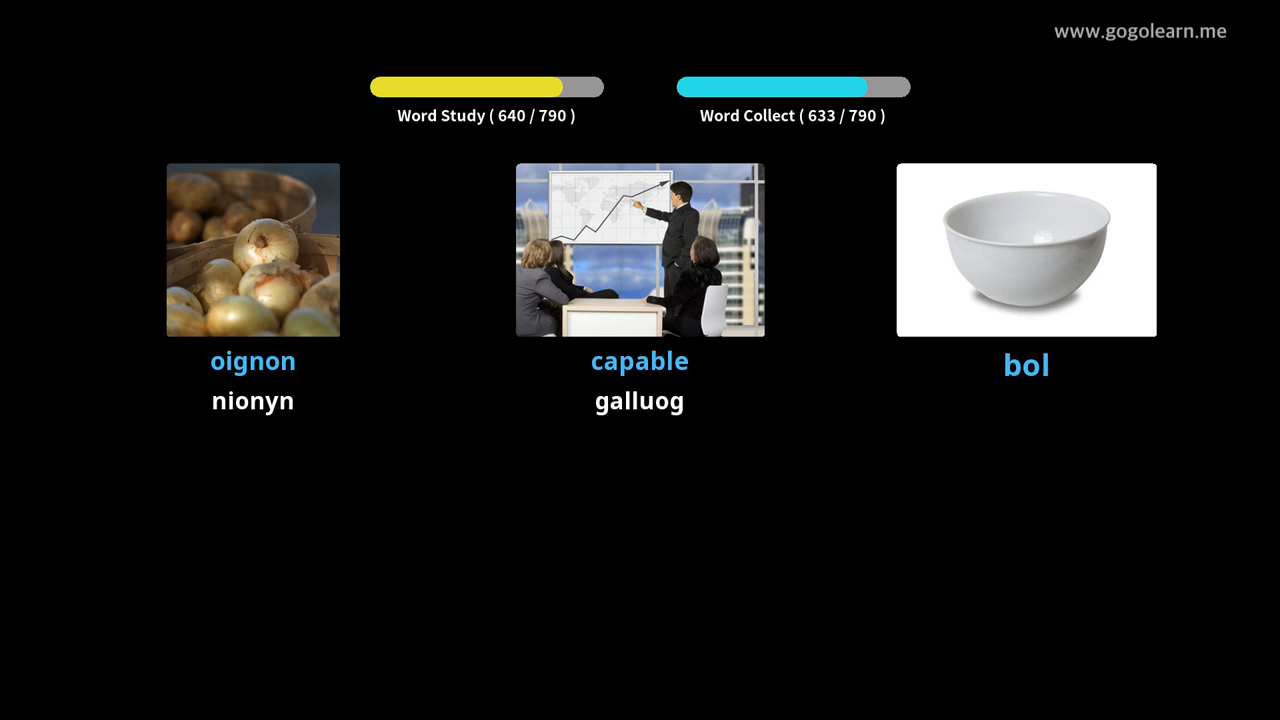 www.gogolearn.me
Word Study ( 640 / 790 )
Word Collect ( 633 / 790 )
oignon
nionyn
capable
galluog
bol